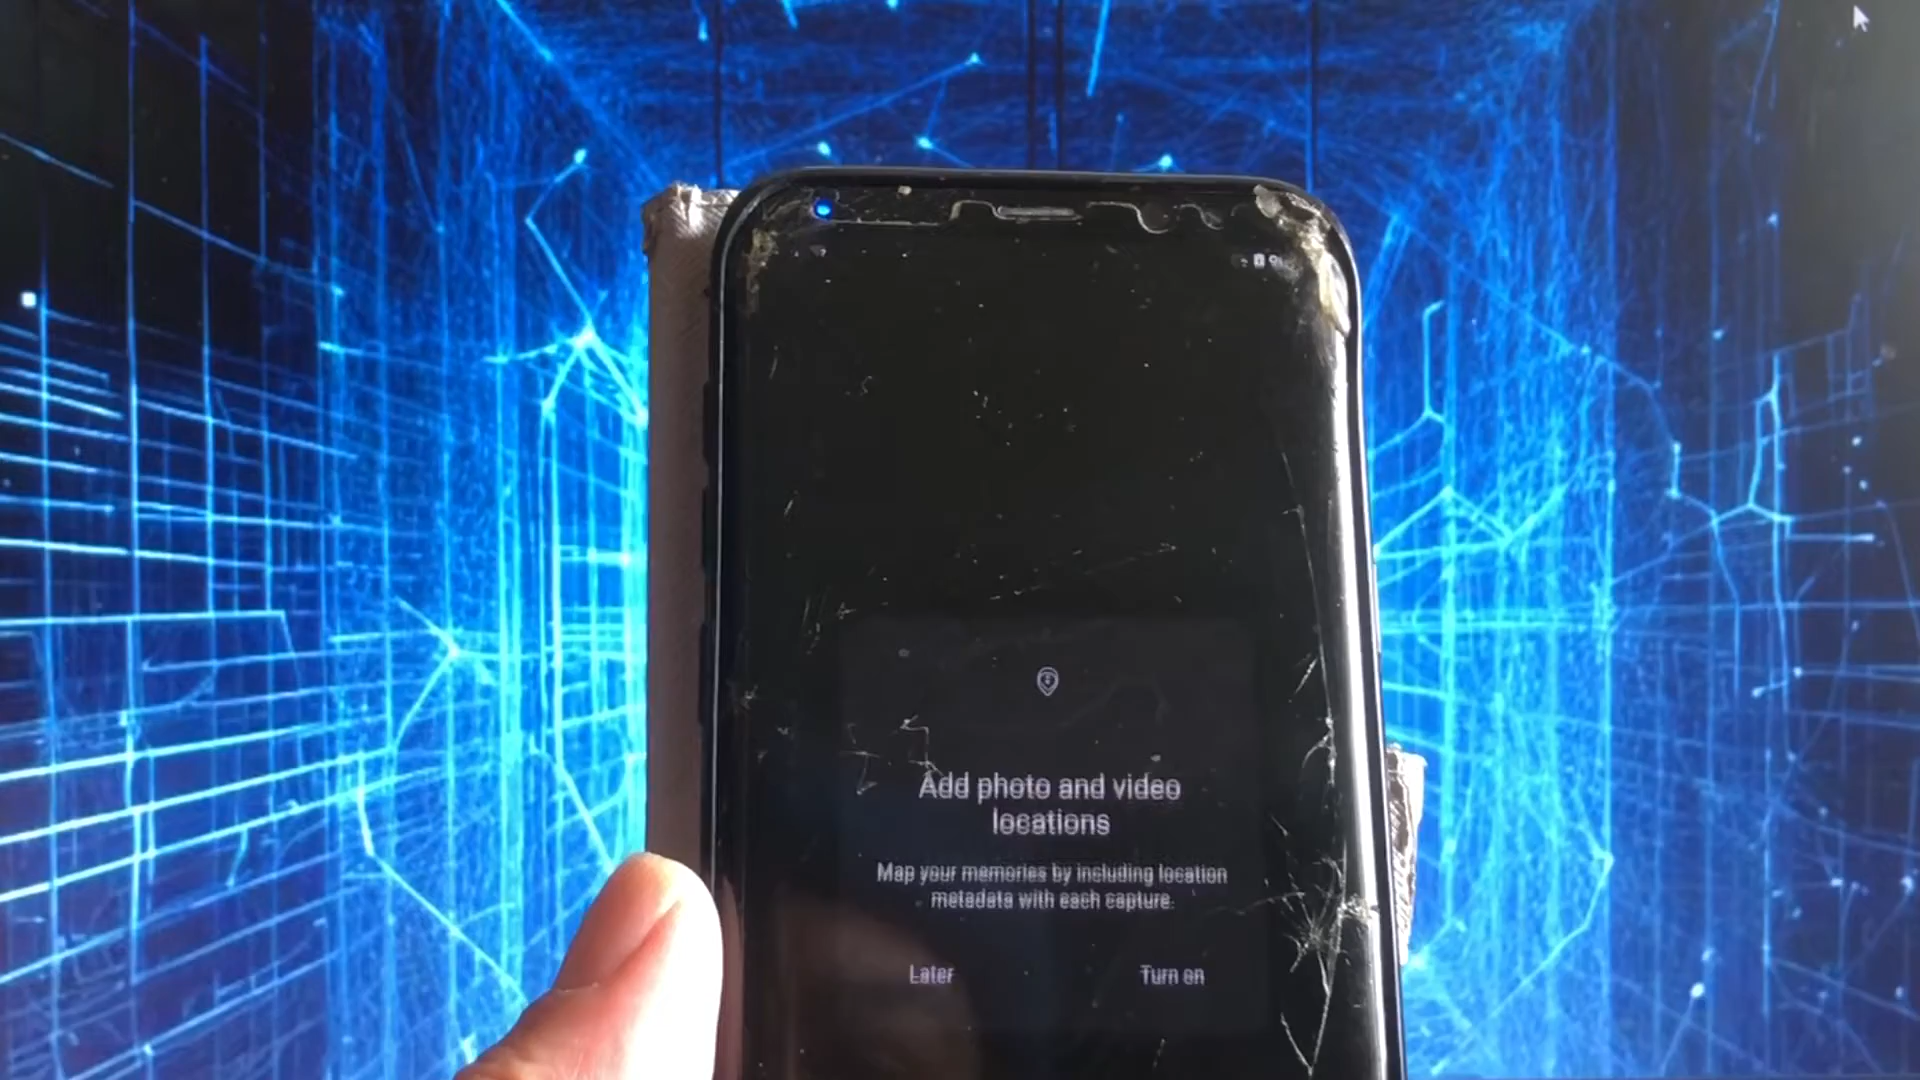 Add photo and video
locations
Map your memories by including location
metadata with each capture.
Later
Turn on